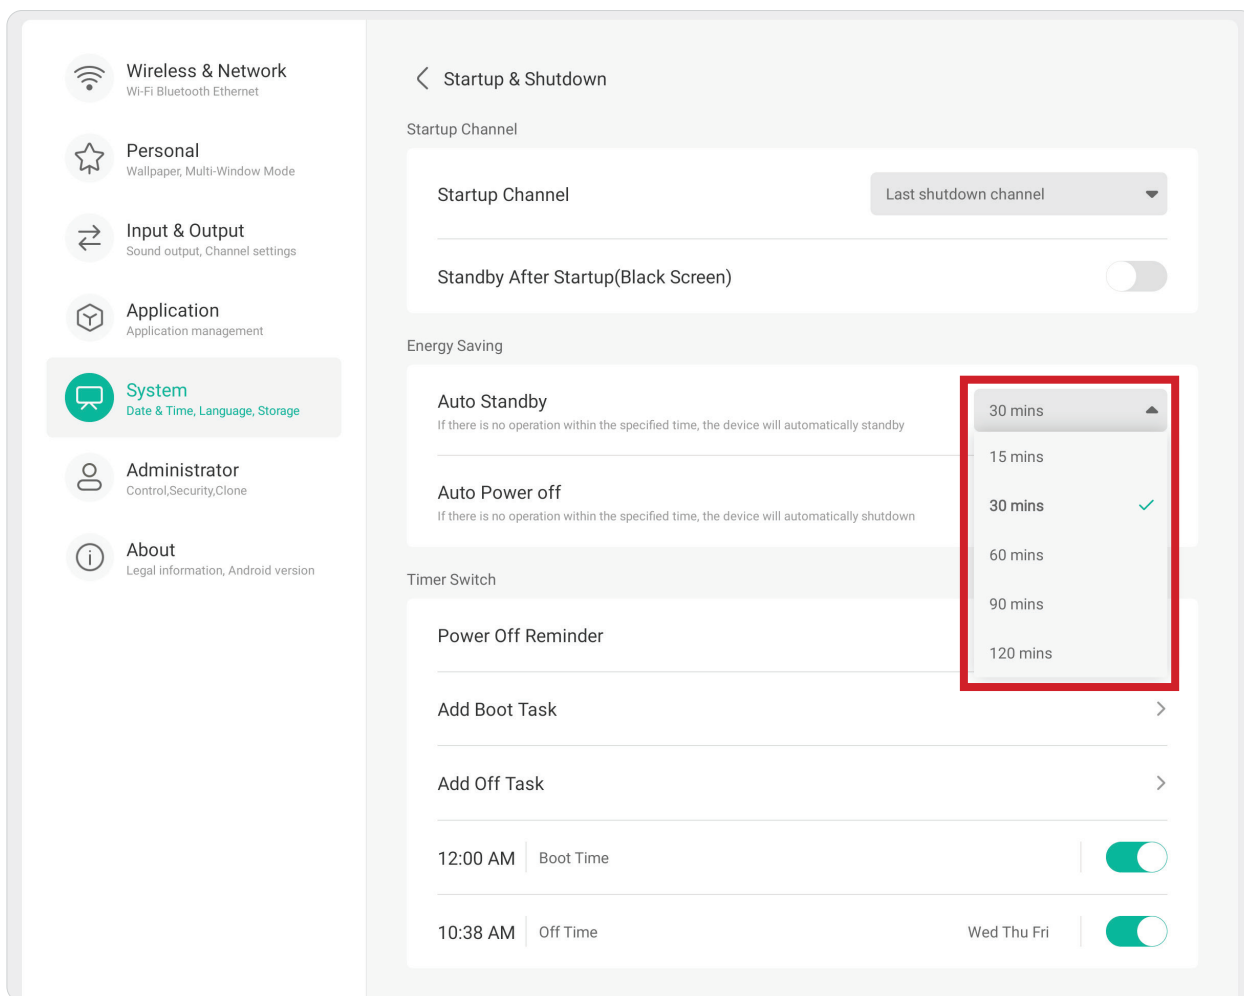 Wireless & Network
Wi-Fi Bluetooth Ethernet
Personal
Wallpaper, Multi-Window Mode
Input & Output
Sound output, Channel settings
Application
Application management
System
Date & Time, Language, Storage
Administrator
Control,Security,Clone
About
Legal information, Android version
Startup & Shutdown
Startup Channel
Startup Channel
Last shutdown channel
Standby After Startup(Black Screen)
Energy Saving
Auto Standby
If there is no operation within the specified time, the device will automatically standby
30 mins
15 mins
30 mins
60 mins
90 mins
120 mins
Auto Power off
If there is no operation within the specified time, the device will automatically shutdown
Timer Switch
Power Off Reminder
Add Boot Task
Add Off Task
12:00 AM Boot Time
10:38 AM Off Time Wed Thu Fri